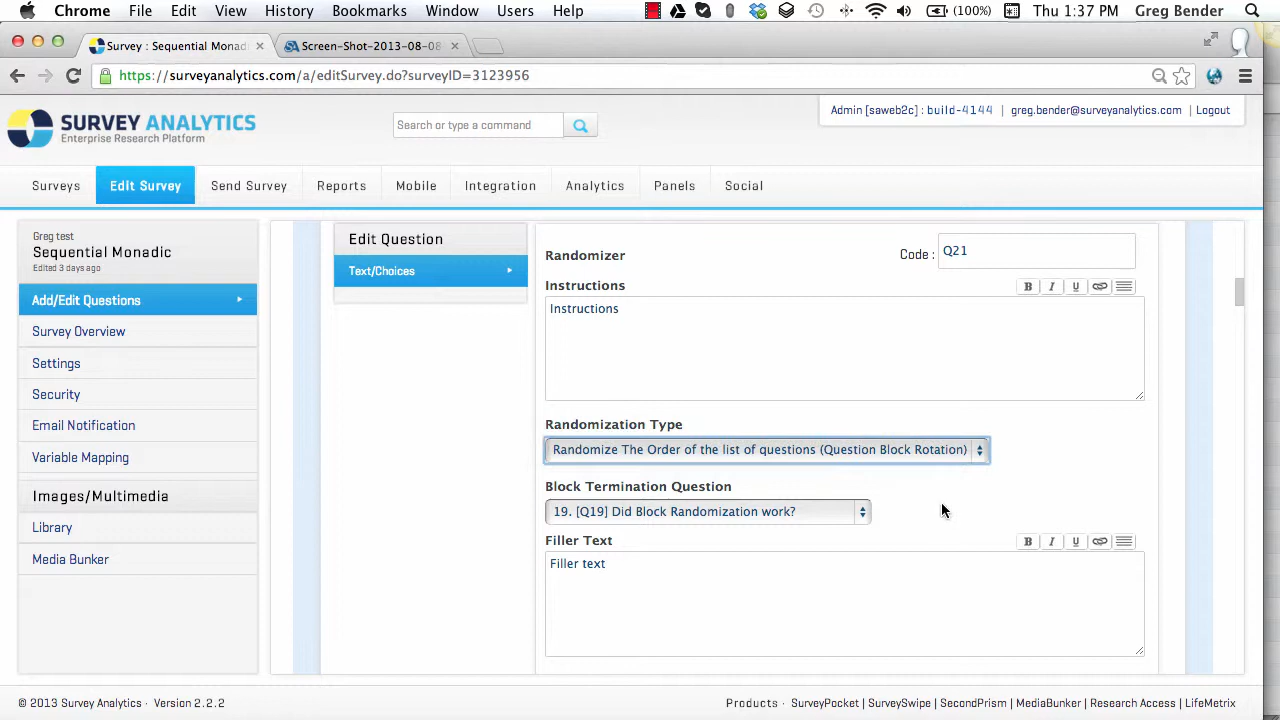 Chrome File Edit View History Bookmarks Window Users Help (100%) Thu 1:37 PM Greg Bender
Survey : Sequential Monadi
Screen-Shot-2013-08-08
https://surveyanalytics.com/a/editSurvey.do?surveyID=3123956
SURVEY ANALYTICS
Enterprise Research Platform
Search or type a command
Admin [saweb2c] : build-4144 | greg.bender@surveyanalytics.com | Logout
Surveys Edit Survey Send Survey Reports Mobile Integration Analytics Panels Social
Greg test
Sequential Monadic
Edited 3 days ago
Add/Edit Questions
Survey Overview
Settings
Security
Email Notification
Variable Mapping
Images/Multimedia
Library
Media Bunker
Edit Question
Text/Choices
Randomizer
Code : Q21
Instructions
B I U
Instructions
Randomization Type
Randomize The Order of the list of questions (Question Block Rotation)
Block Termination Question
19. [Q19] Did Block Randomization work?
Filler Text
B I U
Filler text
© 2013 Survey Analytics - Version 2.2.2
Products · SurveyPocket | SurveySwipe | SecondPrism | MediaBunker | Research Access | LifeMetrix